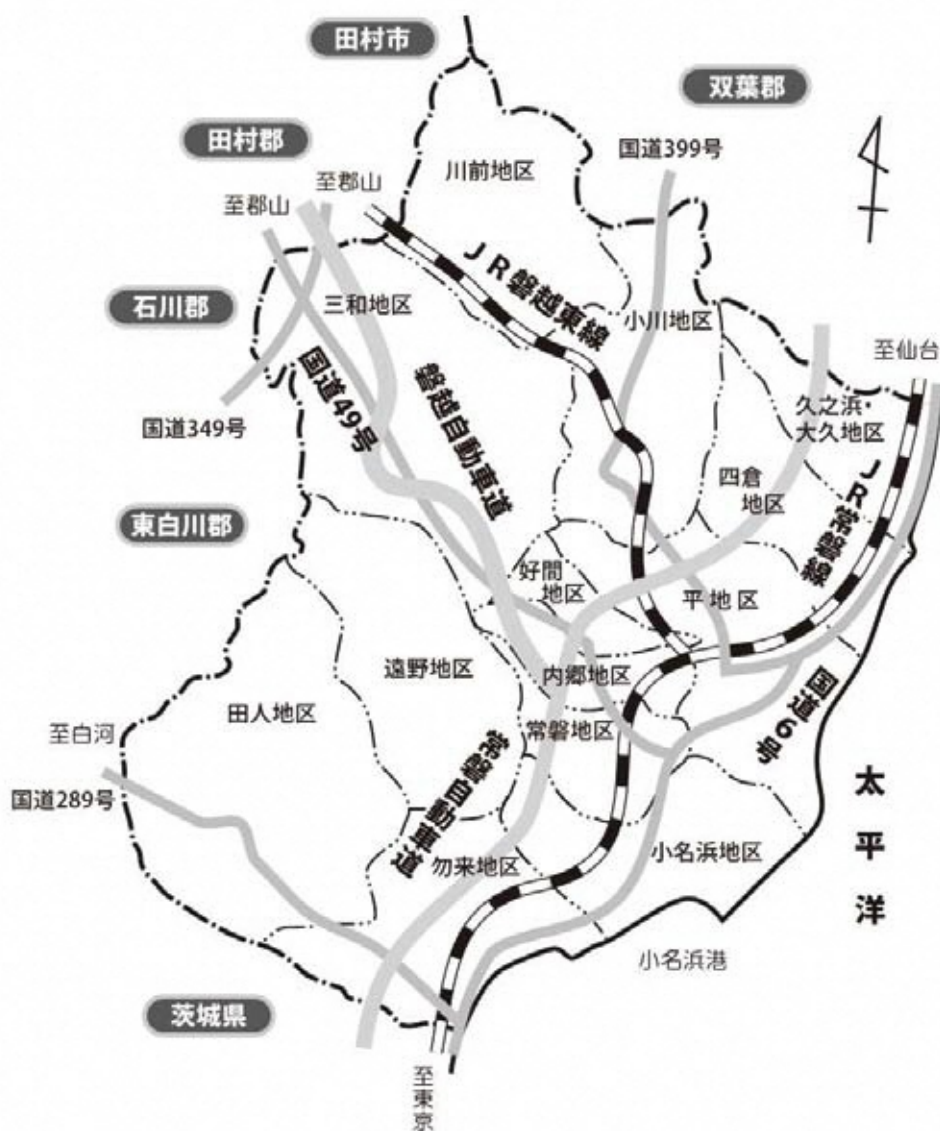 田村市
双葉郡
田村郡
国道399号
川前地区
至郡山
至郡山
JR磐越東線
石川郡
三和地区
小川地区
至仙台
国道49号
磐越自動車道
久之浜・
大久地区
国道349号
四倉
地区
JR常磐線
東白川郡
好間
地区
平地区
遠野地区
内郷地区
田人地区
国道6号
至白河
常磐地区
常磐自動車道
太平洋
国道289号
小名浜地区
勿来地区
小名浜港
茨城県
至東京